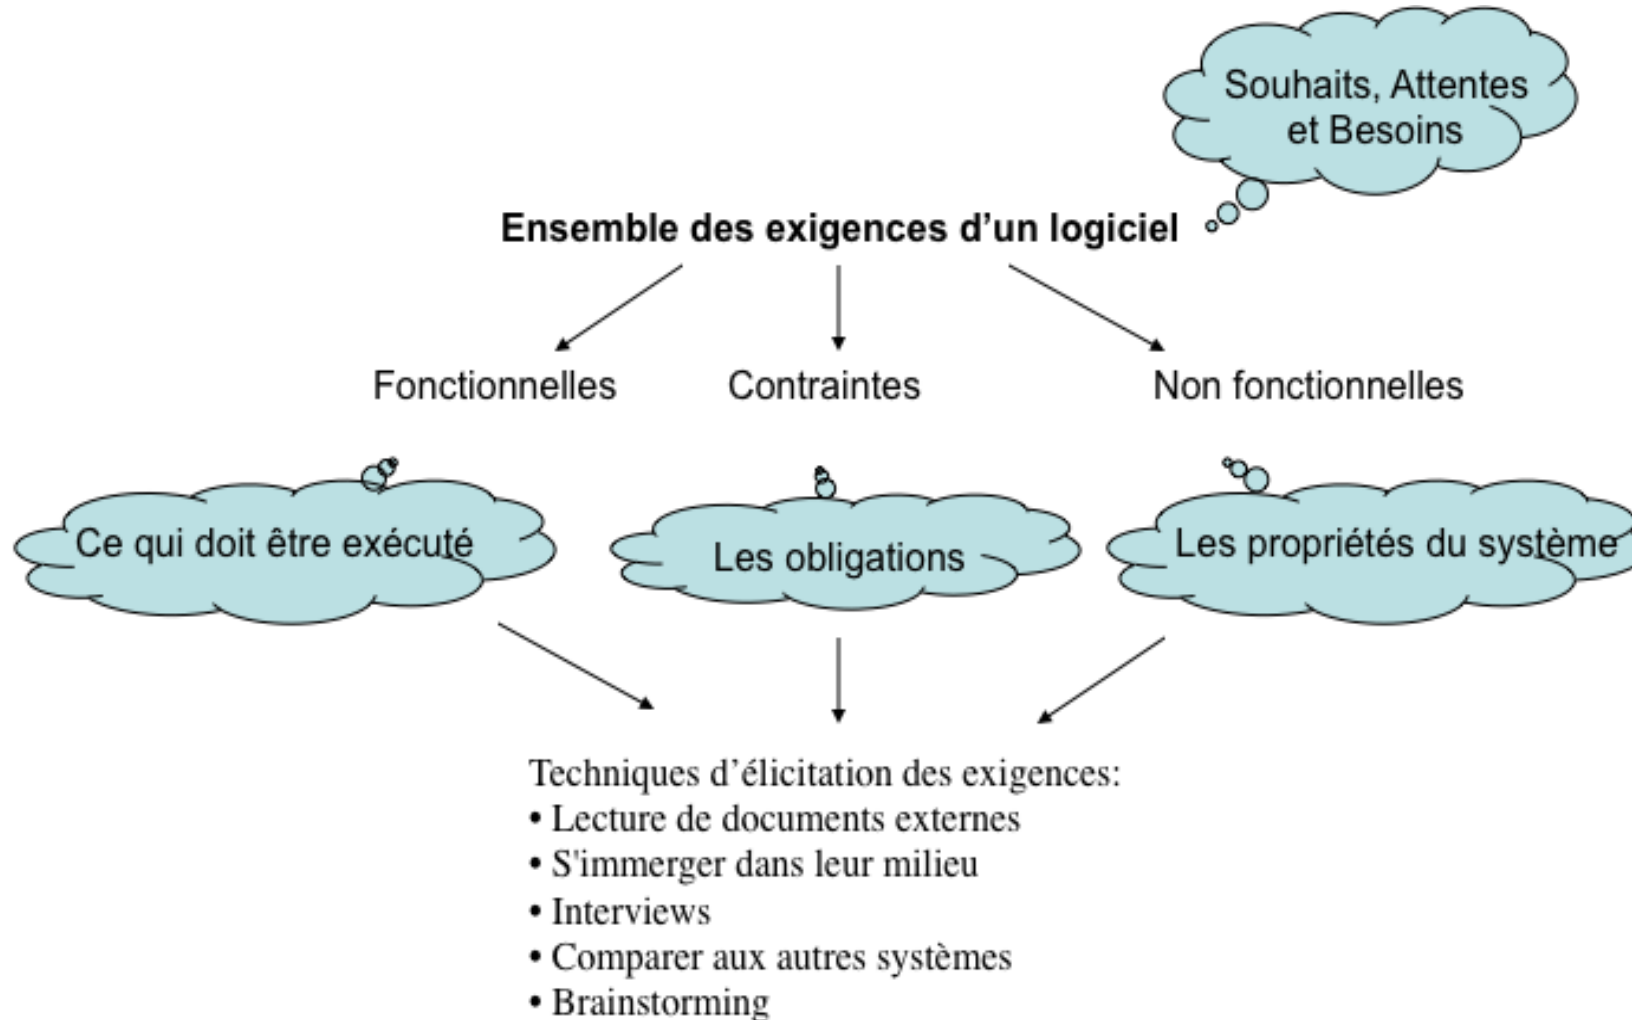 Souhaits, Attentes
et Besoins
Ensemble des exigences d’un logiciel
Fonctionnelles
Contraintes
Non fonctionnelles
Ce qui doit être exécuté
Les obligations
Les propriétés du système
Techniques d’élicitation des exigences:
• Lecture de documents externes
• S'immerger dans leur milieu
• Interviews
• Comparer aux autres systèmes
• Brainstorming